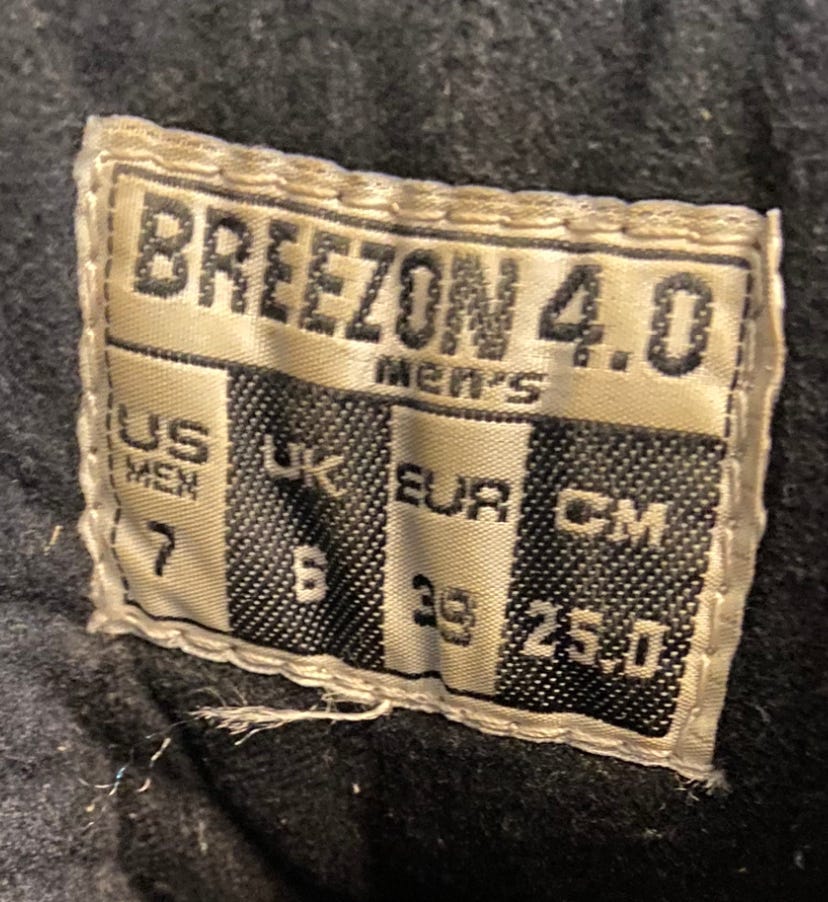 BREEZON 4.0
men's
US UK EUR CM
MEN
7 6 39 25.0